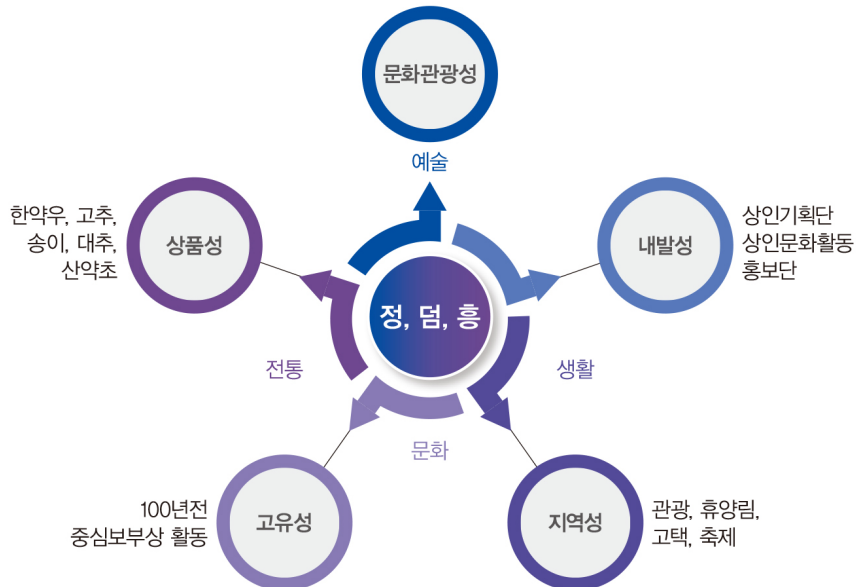 문화관광성
예술
한약우, 고추,
송이, 대추,
산약초
상품성
내발성
상인기획단
상인문화활동
홍보단
정, 덤, 흥
전통
생활
문화
100년전
중심보부상 활동
고유성
지역성
관광, 휴양림,
고택, 축제